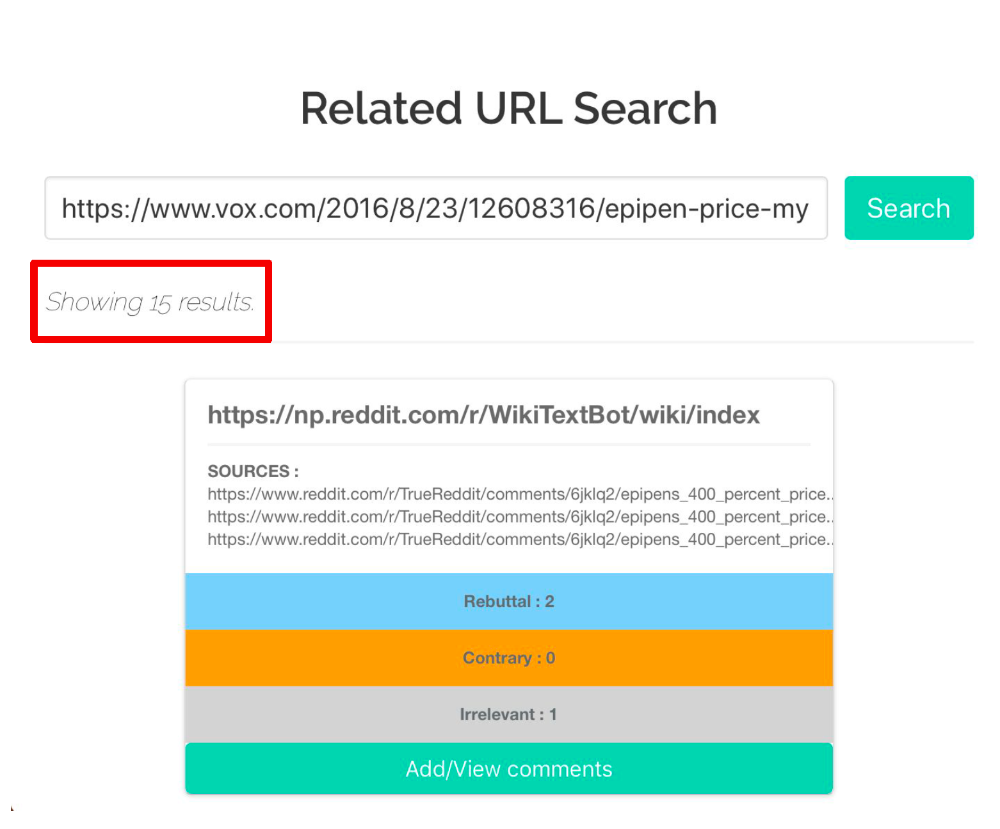 Related URL Search
https://www.vox.com/2016/8/23/12608316/epipen-price-my
Search
Showing 15 results.
https://np.reddit.com/r/WikiTextBot/wiki/index
SOURCES :
https://www.reddit.com/r/TrueReddit/comments/6jklq2/epipens_400_percent_price..
https://www.reddit.com/r/TrueReddit/comments/6jklq2/epipens_400_percent_price..
https://www.reddit.com/r/TrueReddit/comments/6jklq2/epipens_400_percent_price..
Rebuttal : 2
Contrary : 0
Irrelevant : 1
Add/View comments